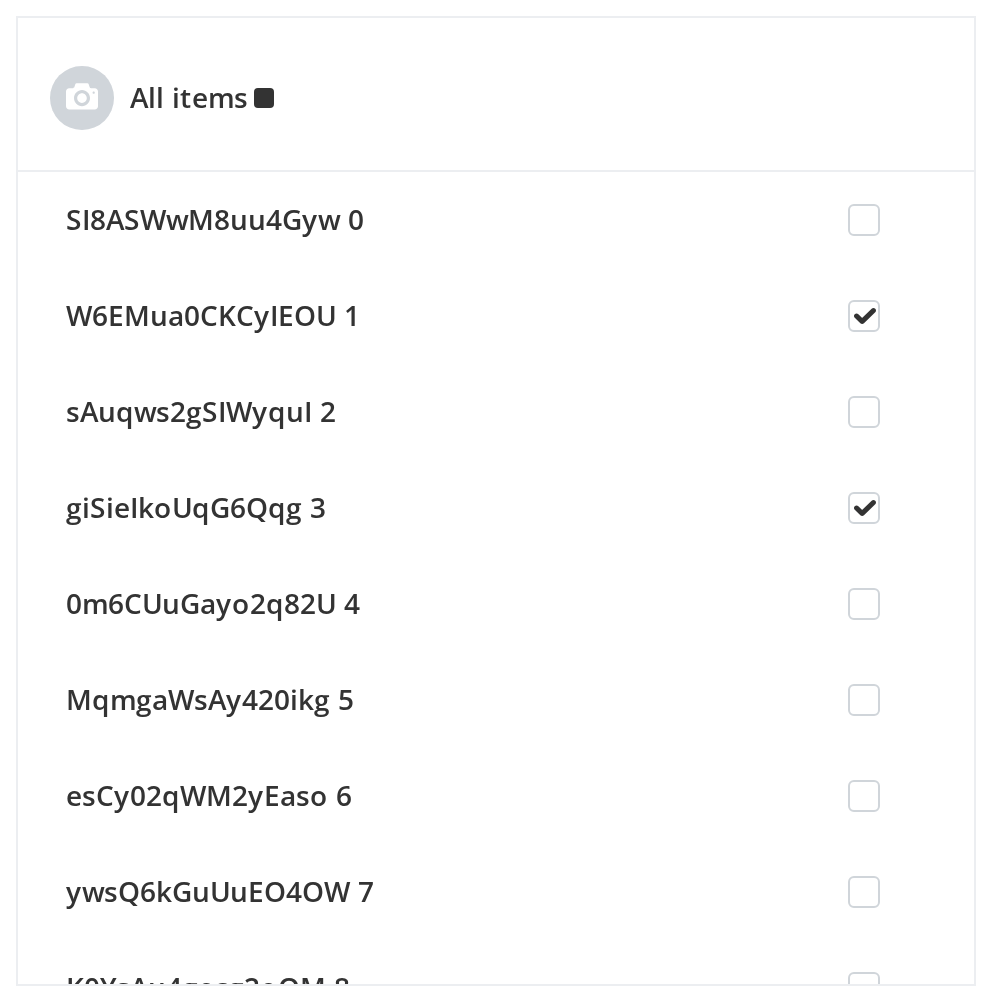 All items
SI8ASWwM8uu4Gyw 0
W6EMua0CKCyIEOU 1
sAuqws2gSIWyquI 2
giSieIkoUqG6Qqg 3
0m6CUuGayo2q82U 4
MqmgaWsAy420ikg 5
esCy02qWM2yEaso 6
ywsQ6kGuUuEO4OW 7